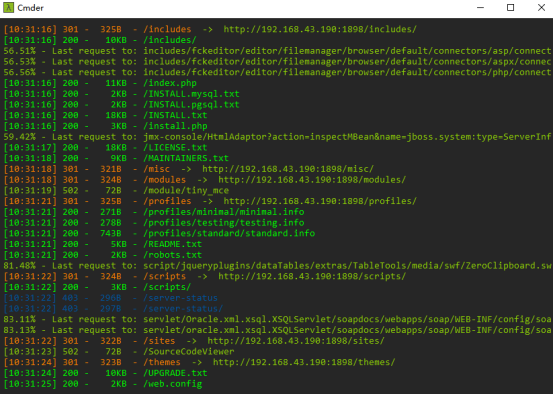 λ Cmder
[10:31:16] 301 -  325B  - /includes  ->  http://192.168.43.190:1898/includes/
[10:31:16] 200 -   10KB - /includes/
56.51% - Last request to: includes/fckeditor/editor/filemanager/browser/default/connectors/asp/connect
56.53% - Last request to: includes/fckeditor/editor/filemanager/browser/default/connectors/aspx/connec
56.56% - Last request to: includes/fckeditor/editor/filemanager/browser/default/connectors/php/connect
[10:31:16] 200 -   11KB - /index.php
[10:31:16] 200 -    2KB - /INSTALL.mysql.txt
[10:31:16] 200 -    2KB - /INSTALL.pgsql.txt
[10:31:16] 200 -   18KB - /INSTALL.txt
[10:31:16] 200 -    3KB - /install.php
59.42% - Last request to: jmx-console/HtmlAdaptor?action=inspectMBean&name=jboss.system:type=ServerInf
[10:31:17] 200 -   18KB - /LICENSE.txt
[10:31:18] 200 -    9KB - /MAINTAINERS.txt
[10:31:18] 301 -  321B  - /misc  ->  http://192.168.43.190:1898/misc/
[10:31:18] 301 -  324B  - /modules  ->  http://192.168.43.190:1898/modules/
[10:31:19] 502 -   72B  - /module/tiny_mce
[10:31:21] 301 -  325B  - /profiles  ->  http://192.168.43.190:1898/profiles/
[10:31:21] 200 -  271B  - /profiles/minimal/minimal.info
[10:31:21] 200 -  278B  - /profiles/testing/testing.info
[10:31:21] 200 -  743B  - /profiles/standard/standard.info
[10:31:21] 200 -    5KB - /README.txt
[10:31:21] 200 -    2KB - /robots.txt
81.48% - Last request to: script/jqueryplugins/dataTables/extras/TableTools/media/swf/ZeroClipboard.sw
[10:31:22] 301 -  324B  - /scripts  ->  http://192.168.43.190:1898/scripts/
[10:31:22] 200 -    3KB - /scripts/
[10:31:22] 403 -  296B  - /server-status
[10:31:22] 403 -  297B  - /server-status/
83.11% - Last request to: servlet/Oracle.xml.xsql.XSQLServlet/soapdocs/webapps/soap/WEB-INF/config/soa
83.13% - Last request to: servlet/oracle.xml.xsql.XSQLServlet/soapdocs/webapps/soap/WEB-INF/config/soa
[10:31:22] 301 -  322B  - /sites  ->  http://192.168.43.190:1898/sites/
[10:31:23] 502 -   72B  - /SourceCodeViewer
[10:31:24] 301 -  323B  - /themes  ->  http://192.168.43.190:1898/themes/
[10:31:24] 200 -   10KB - /UPGRADE.txt
[10:31:25] 200 -    2KB - /web.config